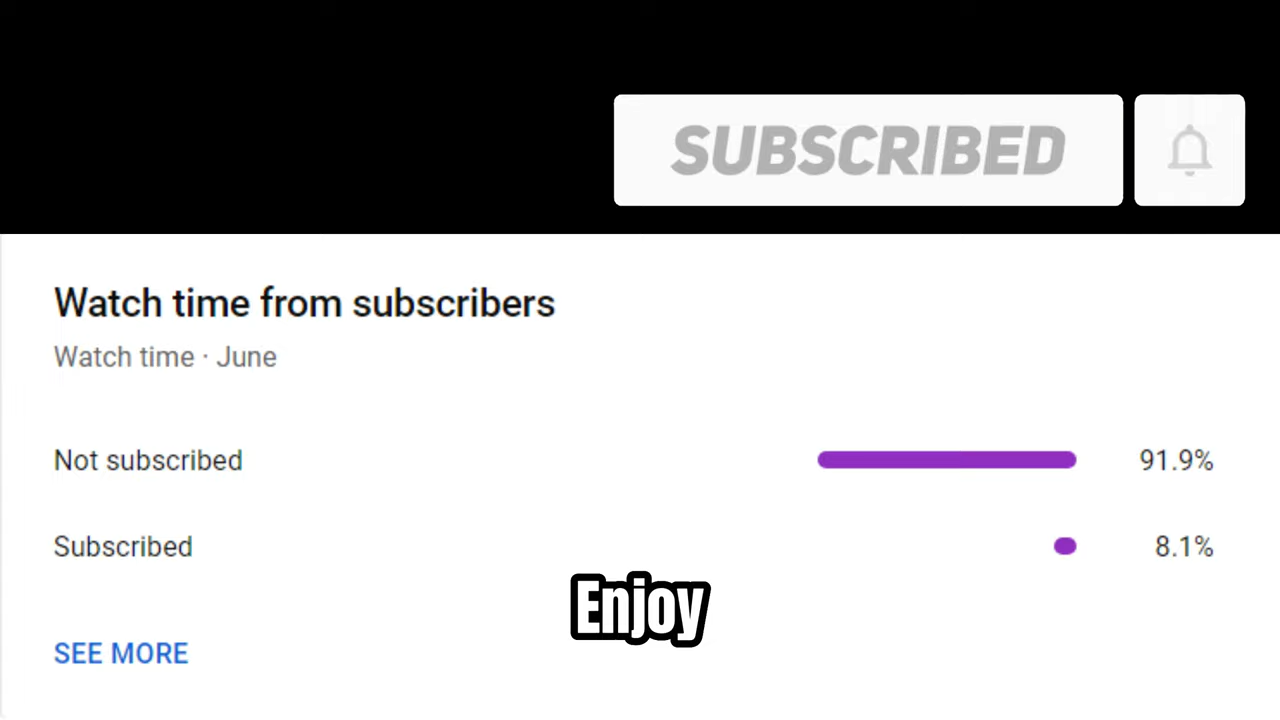 SUBSCRIBED
Watch time from subscribers
Watch time · June
Not subscribed 91.9%
Subscribed 8.1%
Enjoy
SEE MORE